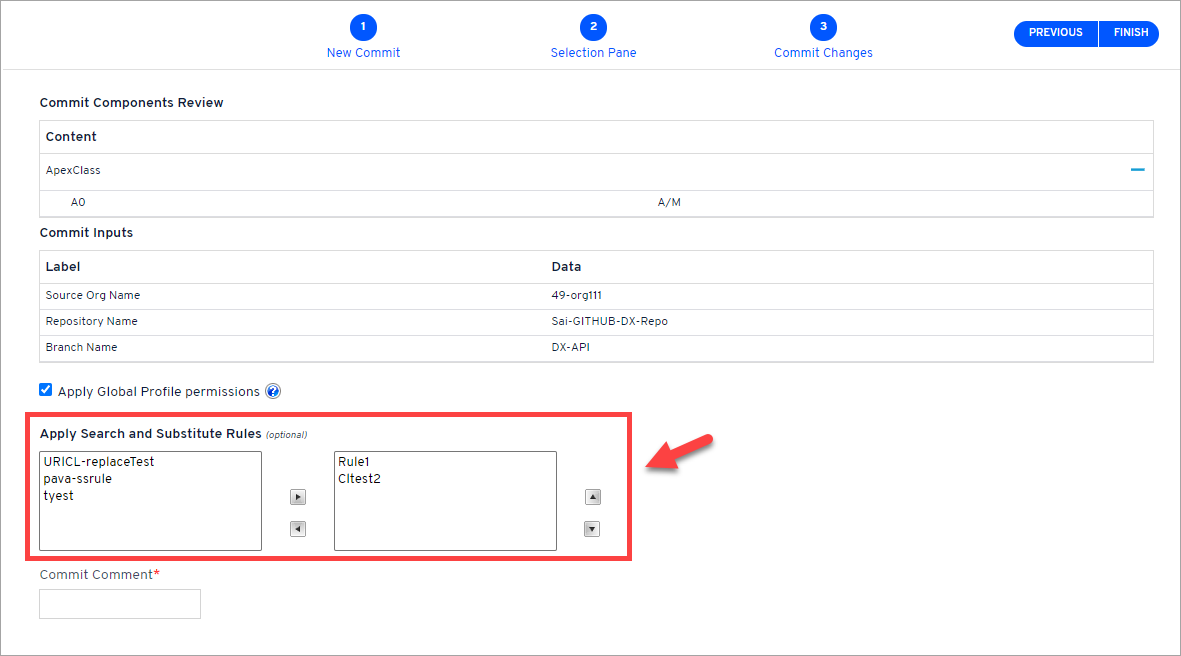 1
2
3
PREVIOUS
FINISH
New Commit
Selection Pane
Commit Changes
Commit Components Review
Content
ApexClass
A0
A/M
Commit Inputs
Label
Data
Source Org Name
49-org111
Repository Name
Sai-GITHUB-DX-Repo
Branch Name
DX-API
Apply Global Profile permissions ?
Apply Search and Substitute Rules (optional)
URICL-replaceTest
pava-ssrule
tyest
Rule1
CItest2
Commit Comment*